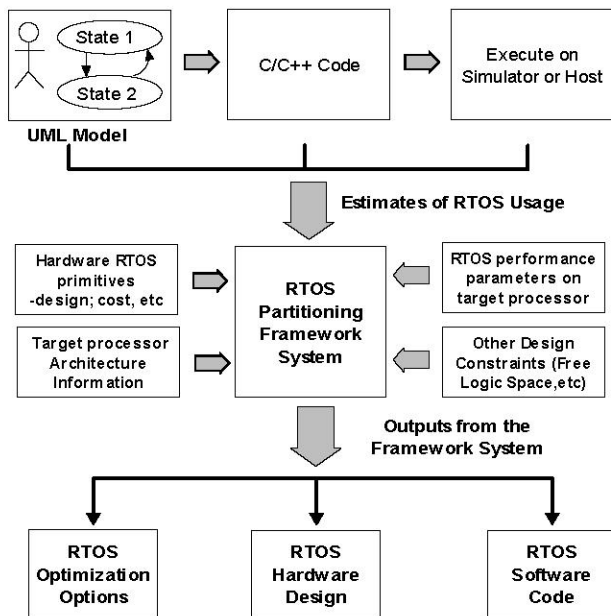 State 1
State 2
UML Model
C/C++ Code
Execute on
Simulator or Host
Estimates of RTOS Usage
Hardware RTOS
primitives
-design; cost, etc
RTOS
Partitioning
Framework
System
RTOS performance
parameters on
target processor
Target processor
Architecture
Information
Other Design
Constraints (Free
Logic Space,etc)
Outputs from the
Framework System
RTOS
Optimization
Options
RTOS
Hardware
Design
RTOS
Software
Code